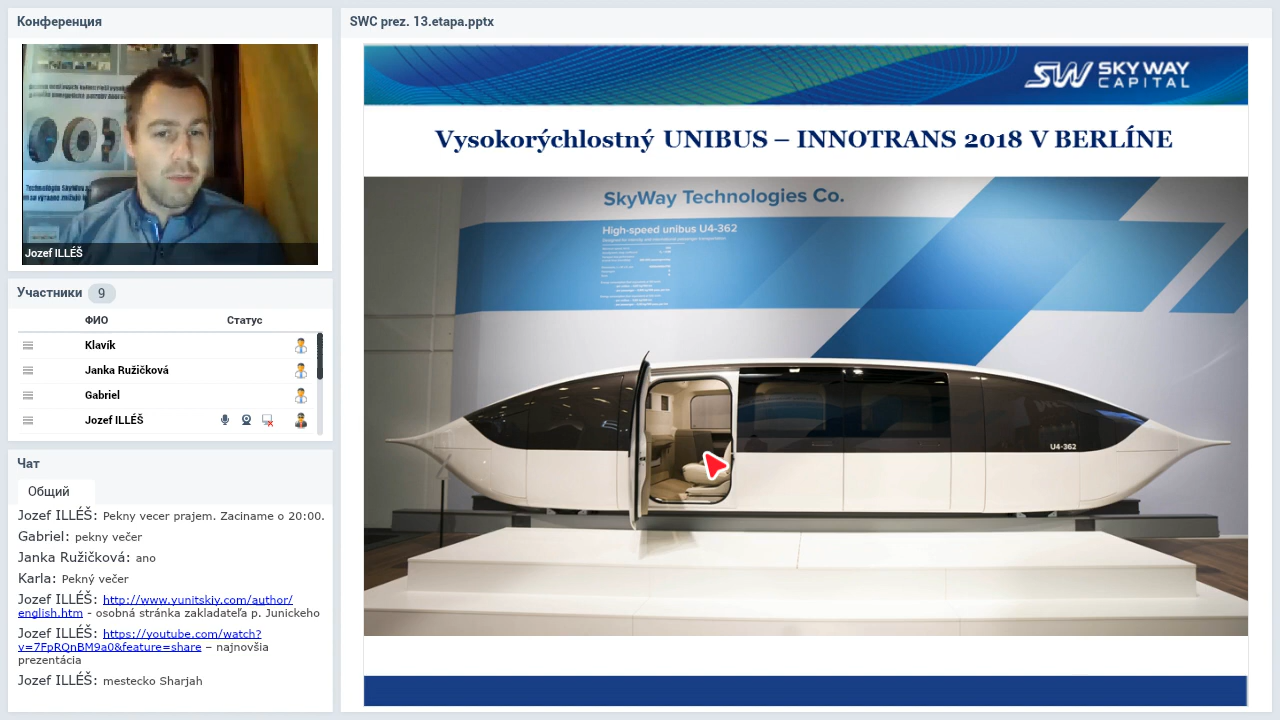 Конференция
Technológia SkyWay
Jozef ILLÉŠ
Участники 9
ФИО Статус
Klavík
Janka Ružičková
Gabriel
Jozef ILLÉŠ
Чат
Общий
Jozef ILLÉŠ: Pekny vecer prajem. Zaciname o 20:00.
Gabriel: pekny večer
Janka Ružičková: ano
Karla: Pekný večer
Jozef ILLÉŠ: http://www.yunitskiy.com/author/
english.htm - osobná stránka zakladateľa p. Junickeho
Jozef ILLÉŠ: https://youtube.com/watch?
v=7FpRQnBM9a0&feature=share – najnovšia
prezentácia
Jozef ILLÉŠ: mestecko Sharjah
SWC prez. 13.etapa.pptx
SW SKY WAY
CAPITAL
Vysokorýchlostný UNIBUS – INNOTRANS 2018 V BERLÍNE
SkyWay Technologies Co.
High-speed unibus U4-362
U4-362